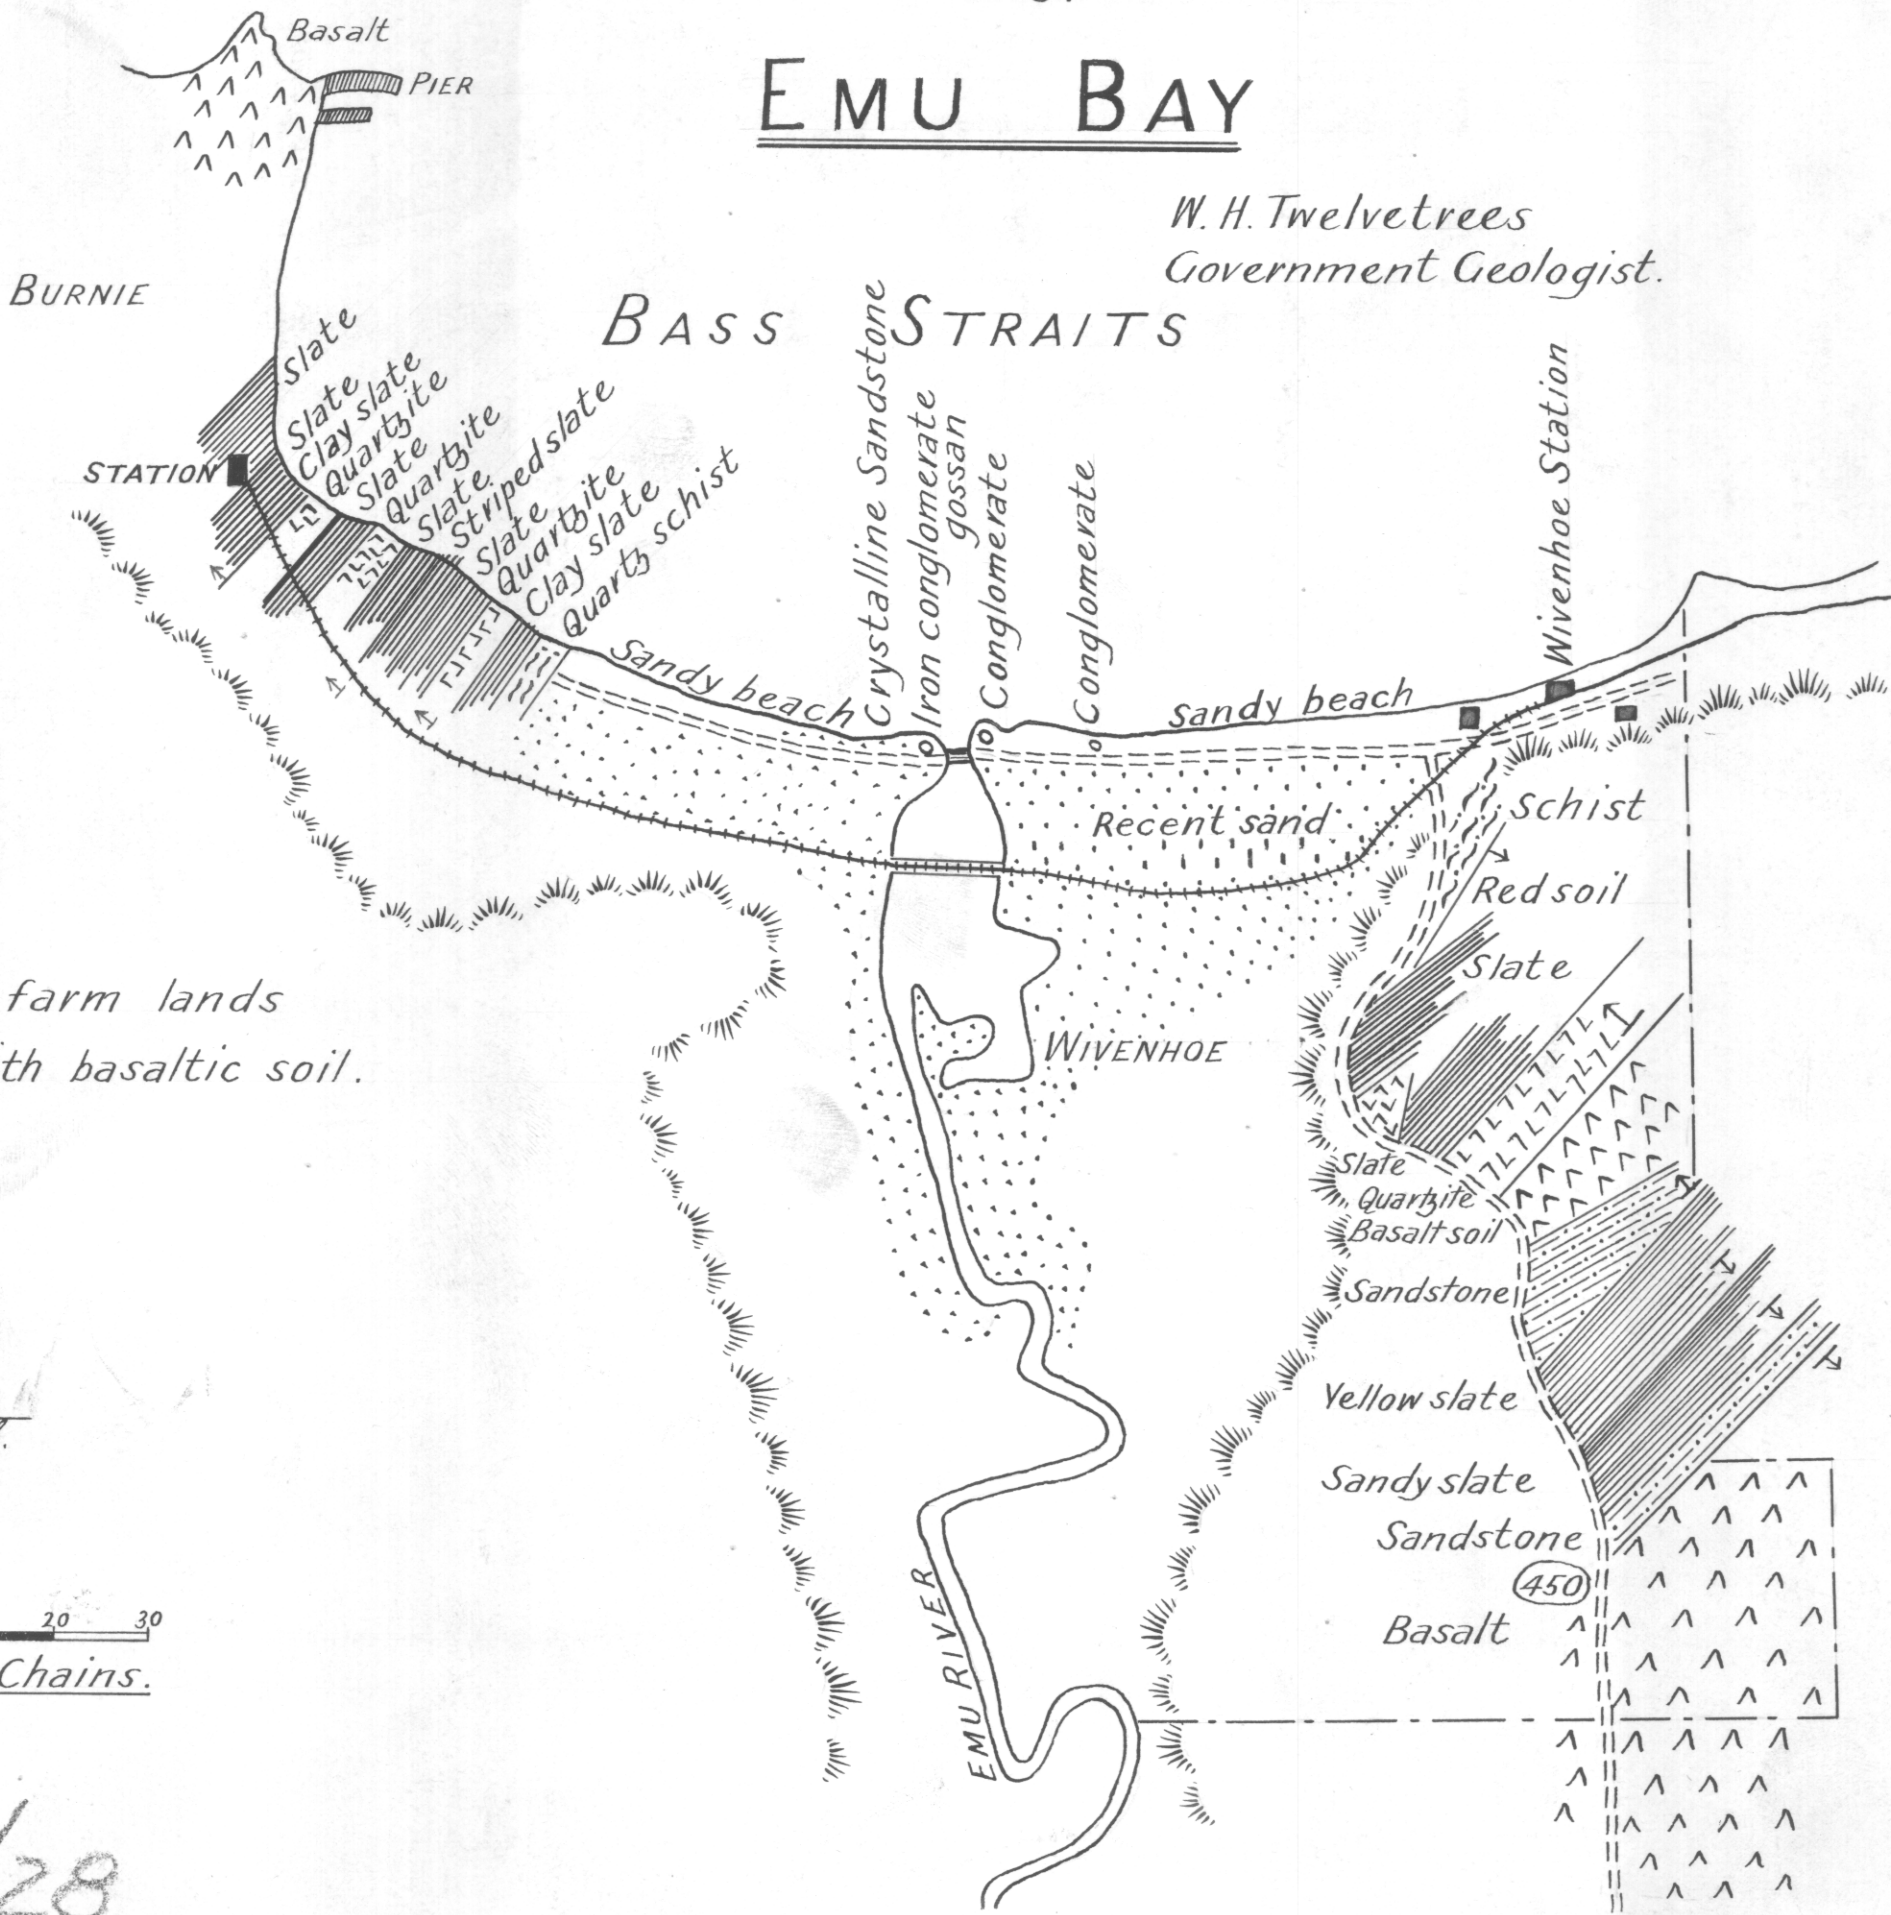 EMU BAY
Basalt
PIER
W. H. Twelvetrees
Government Geologist.
BURNIE
BASS STRAITS
Slate
Slate
Clay slate
Quartzite
Slate
Quartzite
Slate
Striped slate
Slate
Quartzite
Clay slate
Quartz schist
STATION
Sandy beach
Crystalline Sandstone
Iron conglomerate
gossan
Conglomerate
Conglomerate
Sandy beach
Wivenhoe Station
Recent sand
Schist
Red soil
Slate
WIVENHOE
farm lands
th basaltic soil.
Slate
Quartzite
Basalt soil
Sandstone
Yellow slate
Sandy slate
Sandstone
450
Basalt
EMU RIVER
20 30
Chains.
28